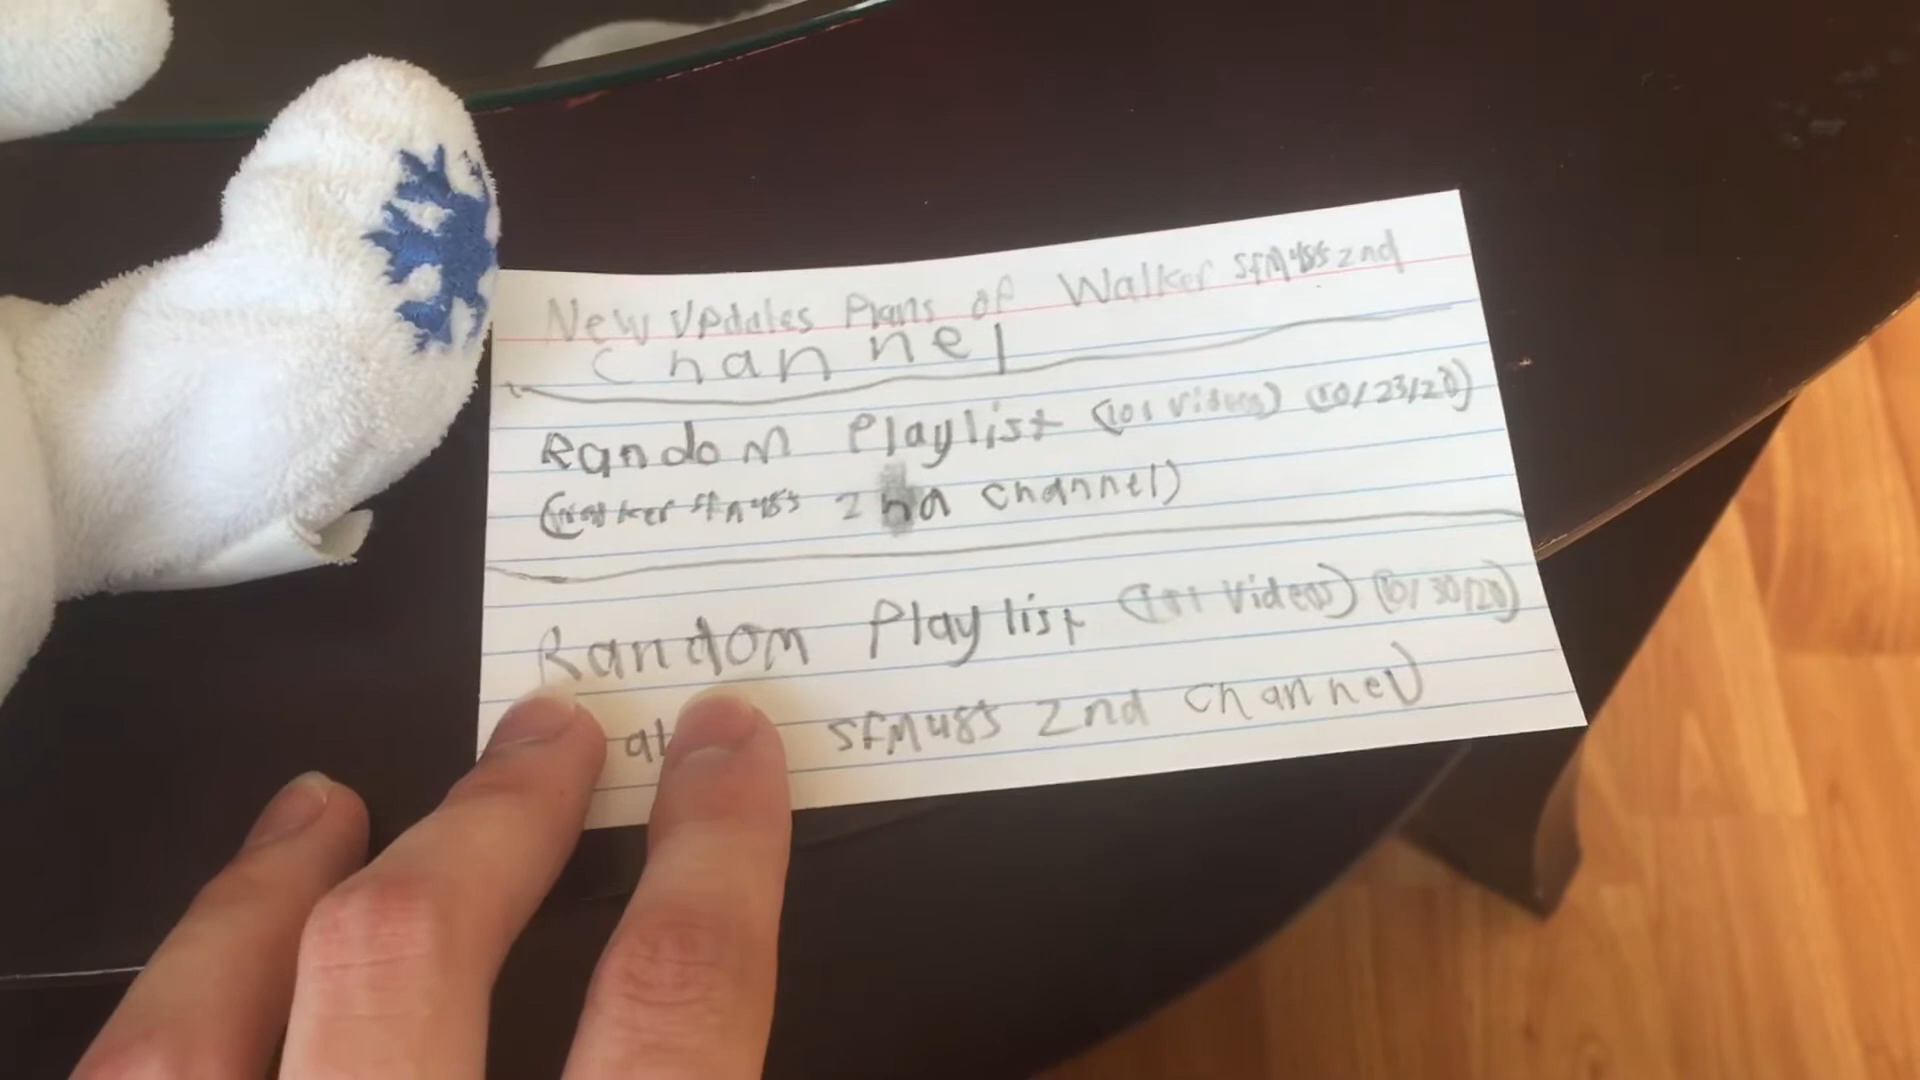 New Updates Plans of Walker SFM485 2nd
Channel
Random Playlist (101 Videos) (10/23/20)
(Walker SFM485 2nd Channel)
Random Playlist (101 Videos) (10/30/20)
al SFM485 2nd Channel)